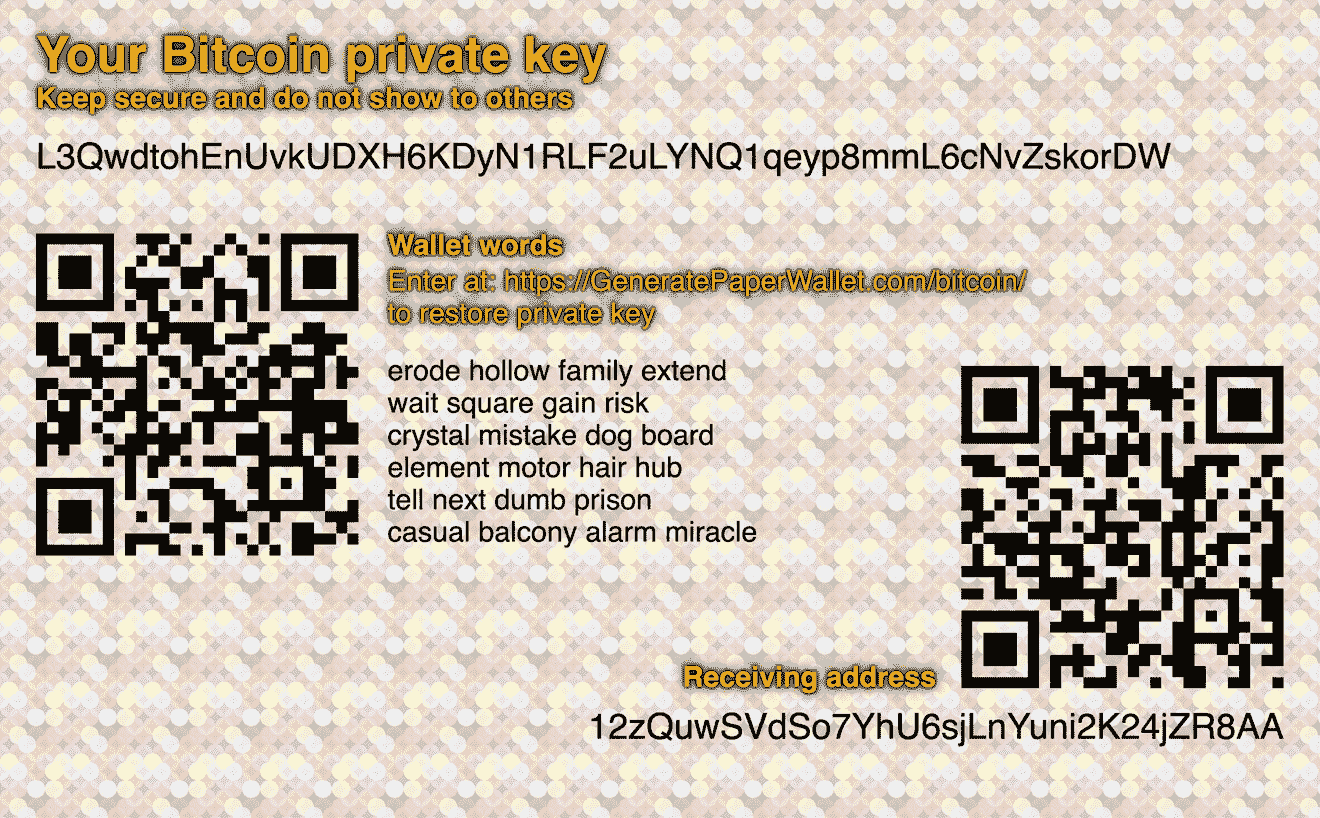 Your Bitcoin private key
Keep secure and do not show to others
L3QwdtohEnUvkUDXH6KDyN1RLF2uLYNQ1qeyp8mmL6cNvZskorDW
Wallet words
Enter at: https://GeneratePaperWallet.com/bitcoin/
to restore private key
erode hollow family extend
wait square gain risk
crystal mistake dog board
element motor hair hub
tell next dumb prison
casual balcony alarm miracle
Receiving address
12zQuwSVdSo7YhU6sjLnYuni2K24jZR8AA